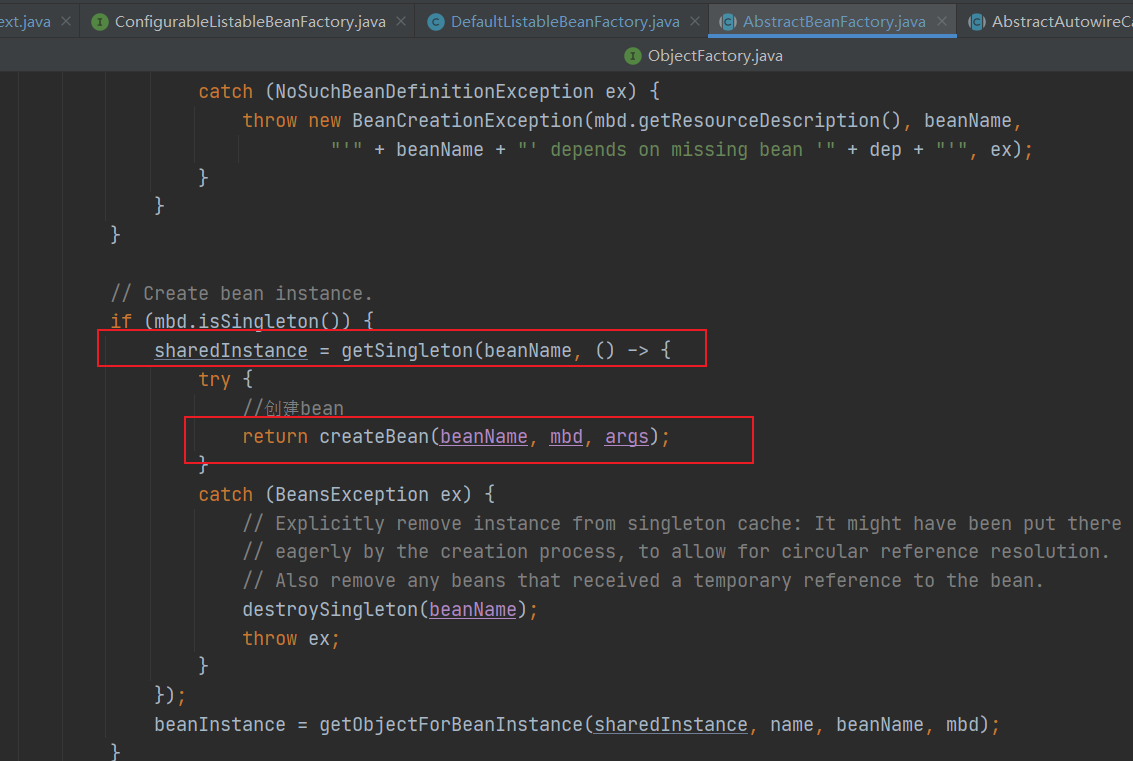 ext.java ConfigurableListableBeanFactory.java DefaultListableBeanFactory.java AbstractBeanFactory.java AbstractAutowireCa
ObjectFactory.java
catch (NoSuchBeanDefinitionException ex) {
throw new BeanCreationException(mbd.getResourceDescription(), beanName,
"'" + beanName + "' depends on missing bean '" + dep + "'", ex);
}
}
}
// Create bean instance.
if (mbd.isSingleton()) {
sharedInstance = getSingleton(beanName, () -> {
try {
//创建bean
return createBean(beanName, mbd, args);
}
catch (BeansException ex) {
// Explicitly remove instance from singleton cache: It might have been put there
// eagerly by the creation process, to allow for circular reference resolution.
// Also remove any beans that received a temporary reference to the bean.
destroySingleton(beanName);
throw ex;
}
});
beanInstance = getObjectForBeanInstance(sharedInstance, name, beanName, mbd);
}